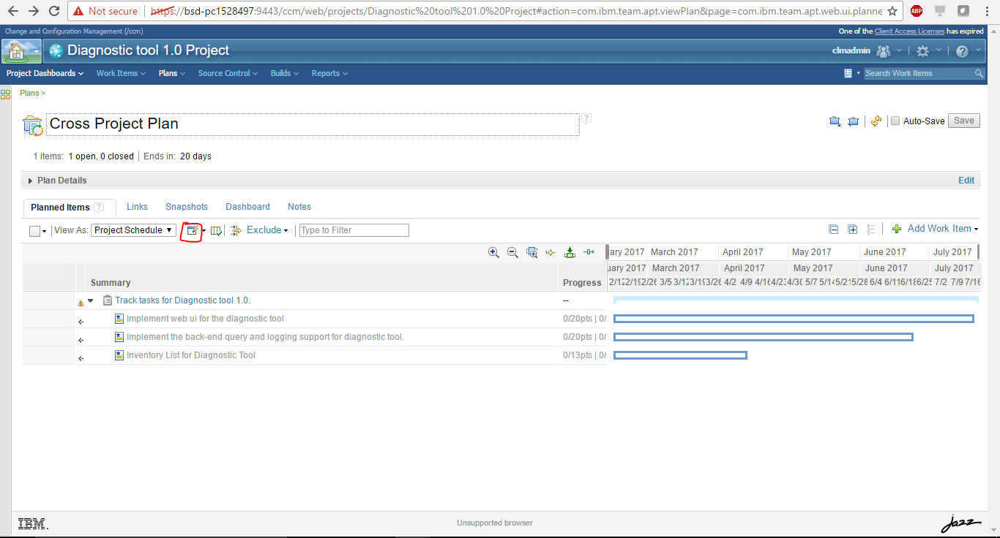 Not secure https://bsd-pc1528497:9443/ccm/web/projects/Diagnostic%20tool%201.0%20Project#action=com.ibm.team.apt.viewPlan&page=com.ibm.team.apt.web.ui.planne ABP
Change and Configuration Management (/ccm) One of the Client Access Licenses has expired
Diagnostic tool 1.0 Project clmadmin
Project Dashboards Work Items Plans Source Control Builds Reports Search Work Items
Plans >
Cross Project Plan ? Auto-Save Save
1 items: 1 open, 0 closed Ends in: 20 days
Plan Details Edit
Planned Items ? Links Snapshots Dashboard Notes
View As: Project Schedule Exclude Type to Filter Add Work Item
ary 2017 March 2017 April 2017 May 2017 June 2017 July 2017
uary 2017 March 2017 April 2017 May 2017 June 2017 July 2017
Summary Progress 2/12 2/19 2/26 3/5 3/12 3/19 3/26 4/2 4/9 4/16 4/23 4/30 5/7 5/14 5/21 5/28 6/4 6/11 6/18 6/25 7/2 7/9 7/16
Track tasks for Diagnostic tool 1.0. --
Implement web ui for the diagnostic tool 0/20pts | 0/
Implement the back-end query and logging support for diagnostic tool. 0/20pts | 0/
Inventory List for Diagnostic Tool 0/13pts | 0/
IBM. Unsupported browser jazz